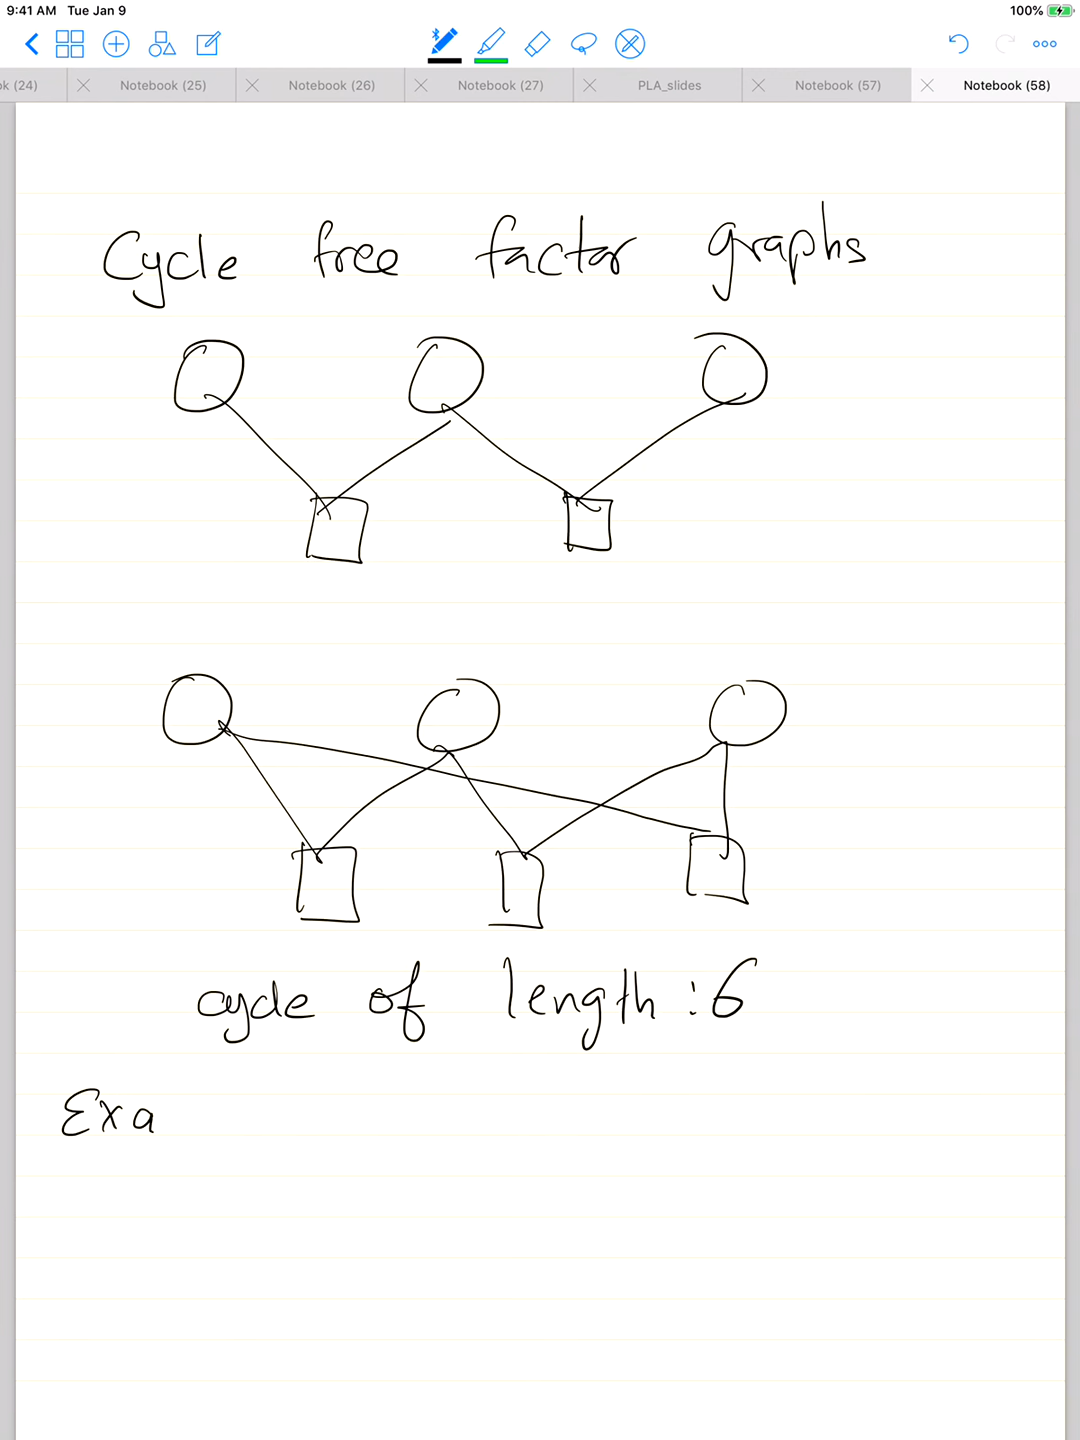 9:41 AM Tue Jan 9 100%
ok (24) Notebook (25) Notebook (26) Notebook (27) PLA_slides Notebook (57) Notebook (58)
Cycle free factor graphs
cycle of length : 6
Exa